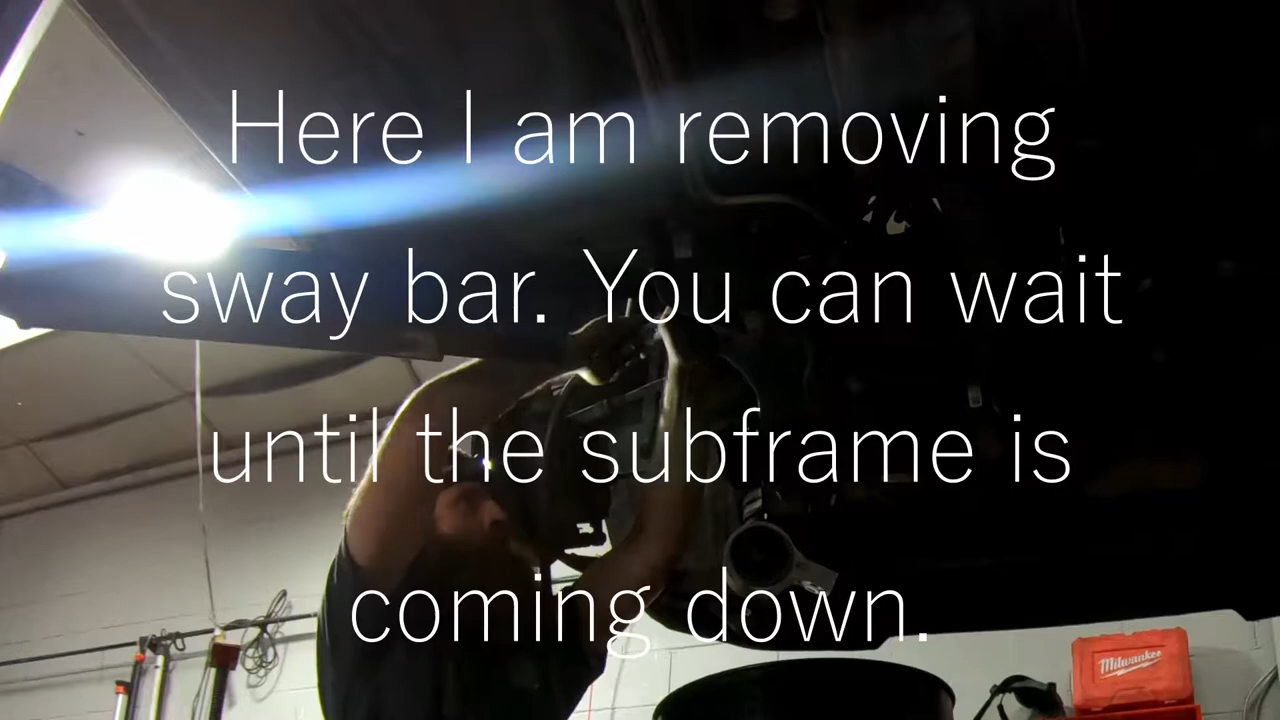 Here I am removing
sway bar. You can wait
until the subframe is
coming down.
Milwaukee